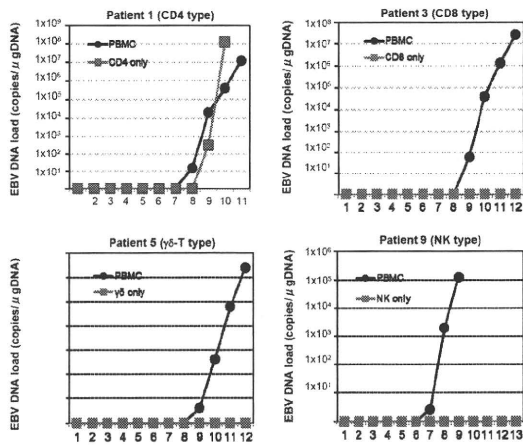 Patient 1 (CD4 type)
EBV DNA load (copies/μgDNA)
1x10⁹
1x10⁸
1x10⁷
1x10⁶
1x10⁵
1x10⁴
1x10³
1x10²
1x10¹
PBMC
CD4 only
2 3 4 5 6 7 8 9 10 11
Patient 3 (CD8 type)
EBV DNA load (copies/μgDNA)
1x10⁸
1x10⁷
1x10⁶
1x10⁵
1x10⁴
1x10³
1x10²
1x10¹
PBMC
CD8 only
1 2 3 4 5 6 7 8 9 10 11 12
Patient 5 (γδ-T type)
EBV DNA load (copies/μgDNA)
PBMC
γδ only
1 2 3 4 5 6 7 8 9 10 11 12
Patient 9 (NK type)
EBV DNA load (copies/μgDNA)
1x10⁶
1x10⁵
1x10⁴
1x10³
1x10²
1x10¹
PBMC
NK only
1 2 3 4 5 6 7 8 9 10 11 12 13